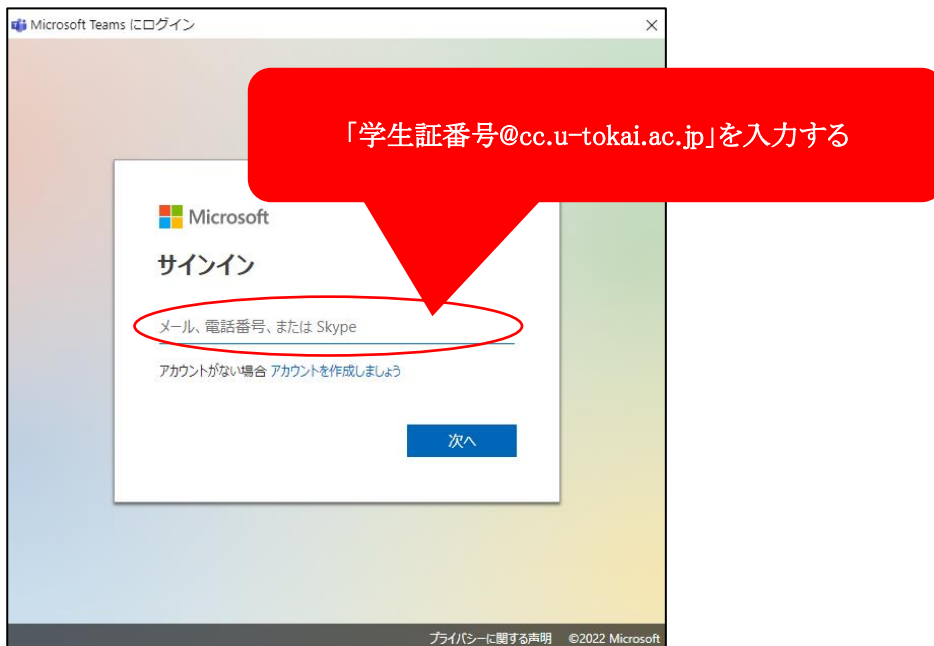 Microsoft Teams にログイン
「学生証番号@cc.u-tokai.ac.jp」を入力する
Microsoft
サインイン
メール、電話番号、または Skype
アカウントがない場合 アカウントを作成しましょう
次へ
プライバシーに関する声明 ©2022 Microsoft